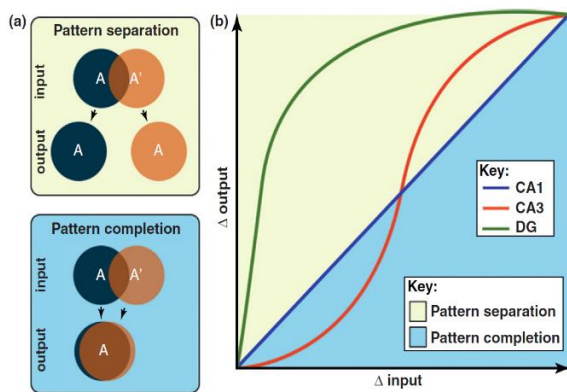 (a)
Pattern separation
input
A A'
output
A A
Pattern completion
input
A A'
output
A
(b)
Δ output
Key:
CA1
CA3
DG
Key:
Pattern separation
Pattern completion
Δ input